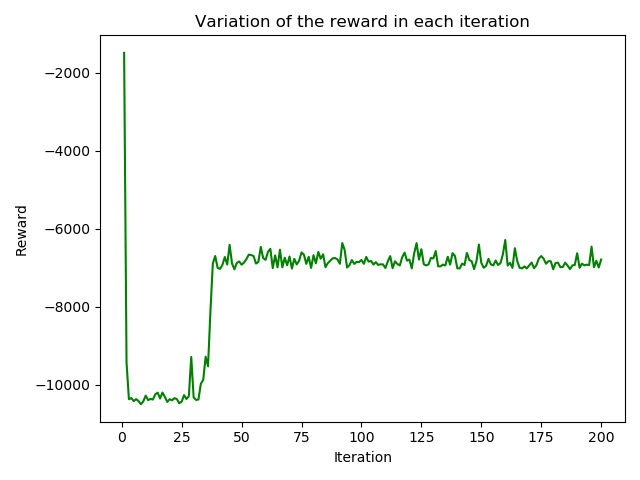 Variation of the reward in each iteration
−2000
−4000
−6000
−8000
−10000
Reward
0 25 50 75 100 125 150 175 200
Iteration